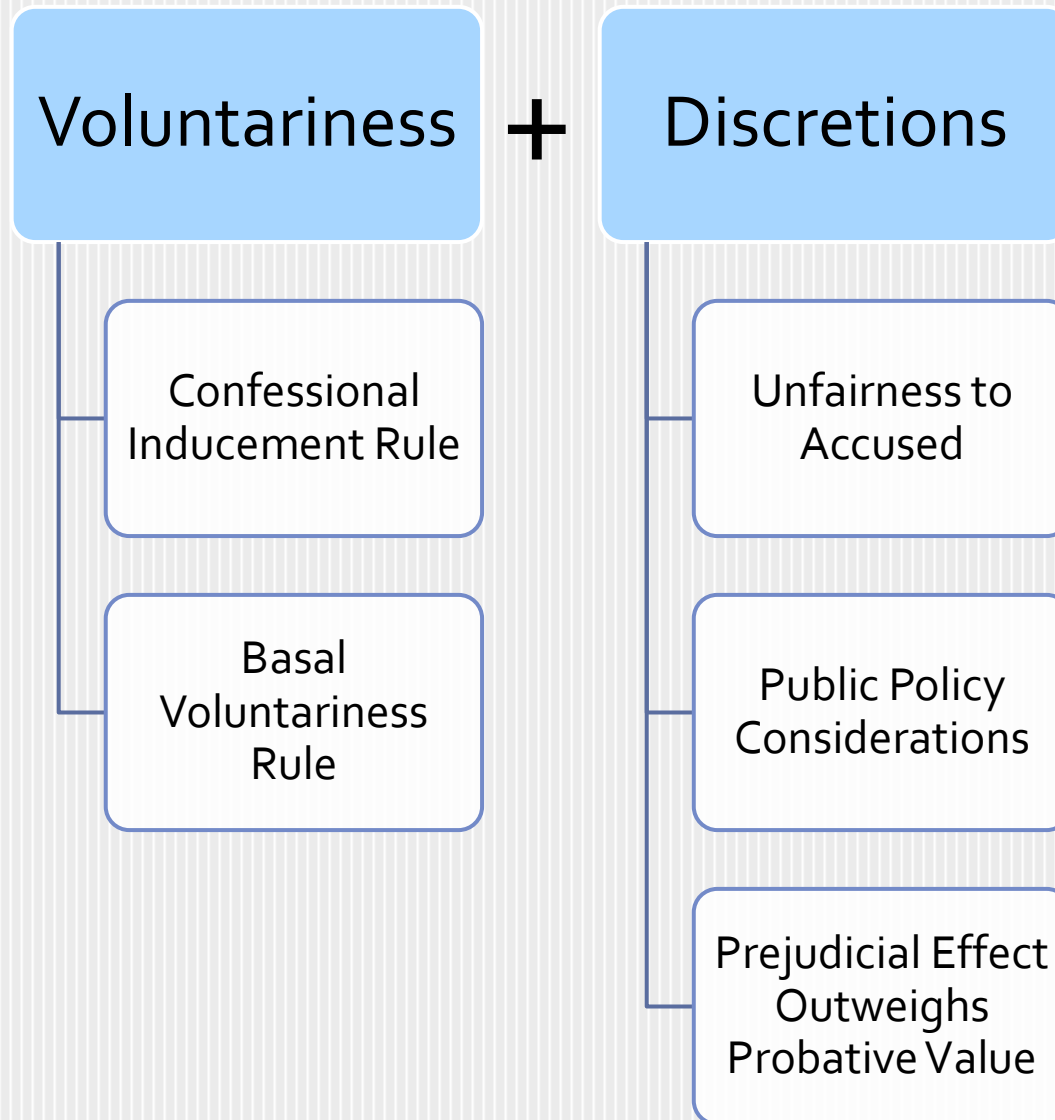 Voluntariness
+
Discretions
Confessional
Inducement Rule
Basal
Voluntariness
Rule
Unfairness to
Accused
Public Policy
Considerations
Prejudicial Effect
Outweighs
Probative Value